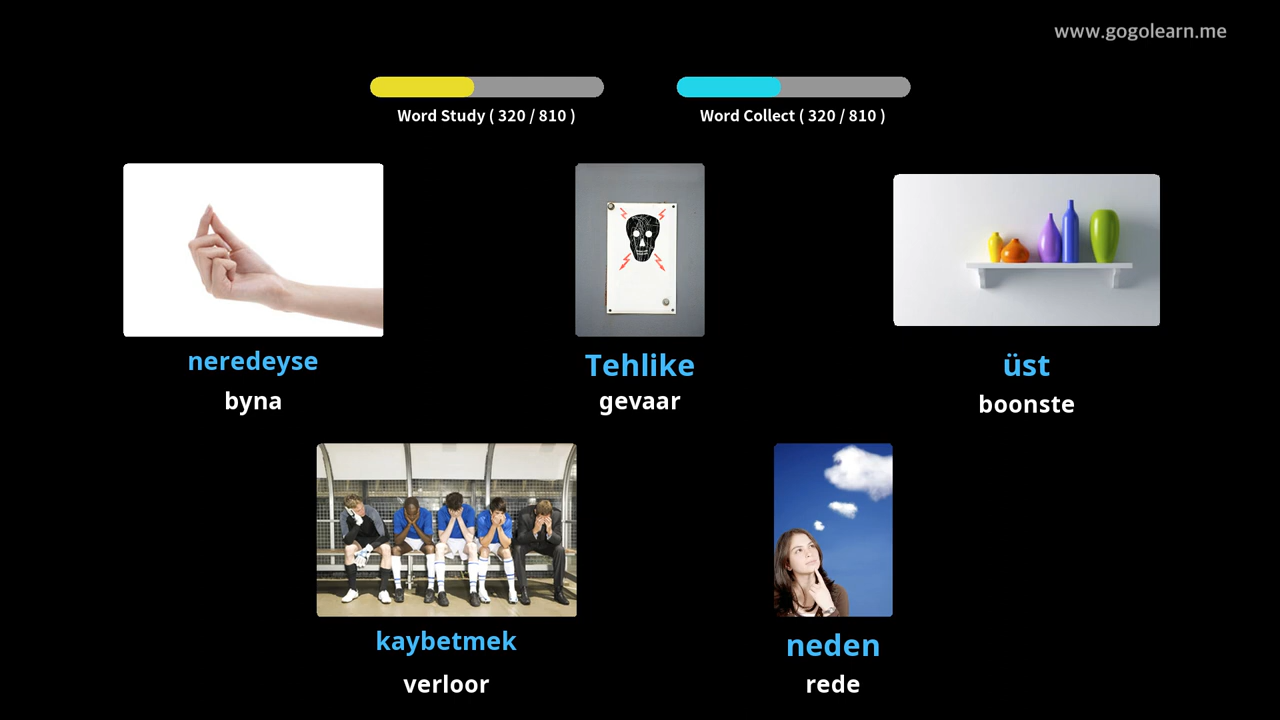 www.gogolearn.me
Word Study ( 320 / 810 )
Word Collect ( 320 / 810 )
neredeyse
byna
Tehlike
gevaar
üst
boonste
kaybetmek
verloor
neden
rede